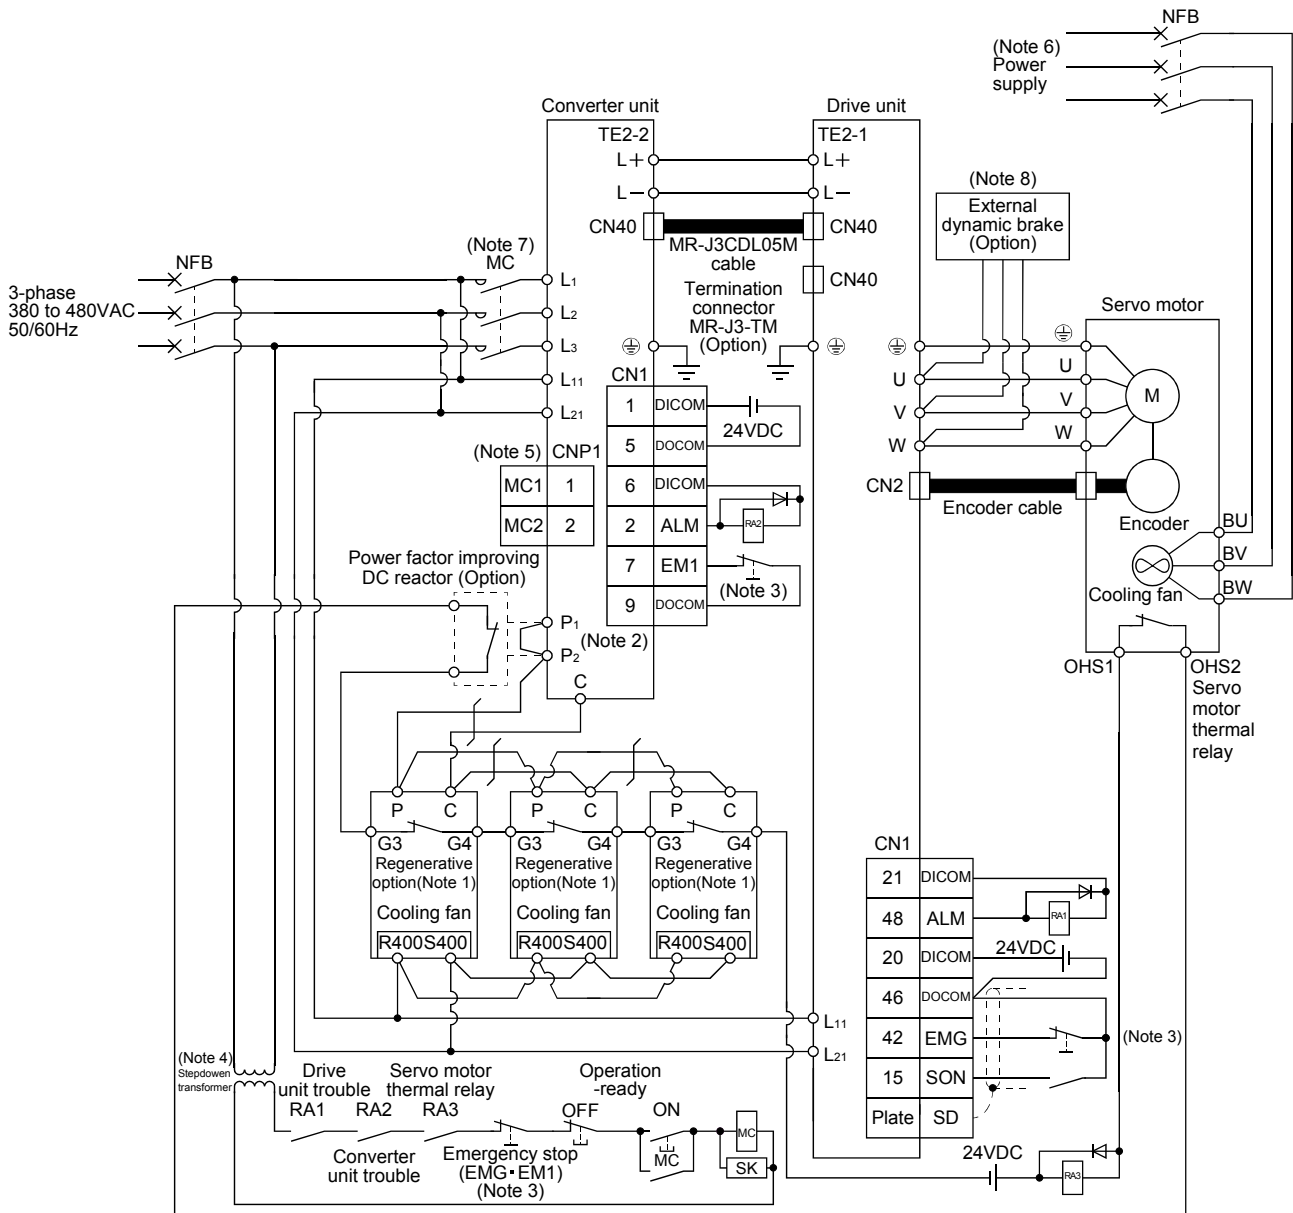 NFB
(Note 6)
Power
supply
Converter unit
Drive unit
TE2-2
TE2-1
L+
L+
L−
L−
(Note 8)
External
dynamic brake
(Option)
CN40
CN40
MR-J3CDL05M
cable
CN40
Termination
connector
MR-J3-TM
(Option)
(Note 7)
MC
NFB
3-phase
380 to 480VAC
50/60Hz
L1
L2
L3
L11
L21
Servo motor
U
V
W
U
V
W
M
CN2
Encoder cable
Encoder
BU
BV
BW
Cooling fan
OHS1
OHS2
Servo
motor
thermal
relay
CN1
1 DICOM
24VDC
5 DOCOM
6 DICOM
2 ALM
RA2
7 EM1
(Note 3)
9 DOCOM
(Note 2)
(Note 5) CNP1
MC1 1
MC2 2
Power factor improving
DC reactor (Option)
P1
P2
C
P C
P C
P C
G3 G4
G3 G4
G3 G4
Regenerative
option(Note 1)
Regenerative
option(Note 1)
Regenerative
option(Note 1)
Cooling fan
Cooling fan
Cooling fan
R400S400
R400S400
R400S400
CN1
21 DICOM
48 ALM
RA1
20 DICOM
24VDC
46 DOCOM
42 EMG
(Note 3)
15 SON
Plate SD
L11
L21
(Note 4)
Stepdowen
transformer
Drive
unit trouble
RA1
RA2
Converter
unit trouble
Servo motor
thermal relay
RA3
Emergency stop
(EMG･EM1)
(Note 3)
Operation
-ready
OFF
ON
MC
MC
SK
24VDC
RA3